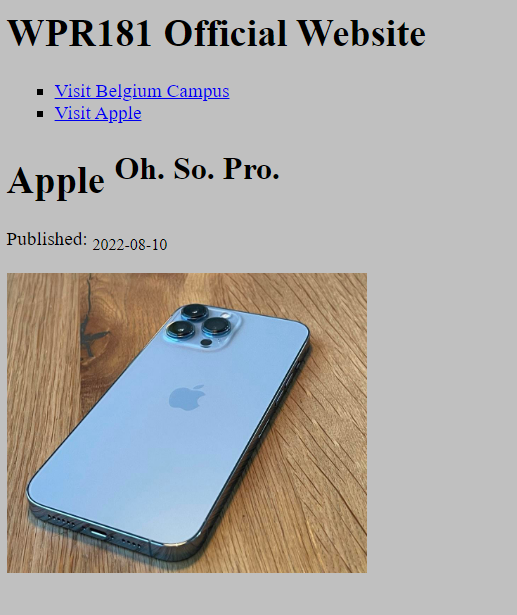 WPR181 Official Website
Visit Belgium Campus
Visit Apple
Apple Oh. So. Pro.
Published: 2022-08-10